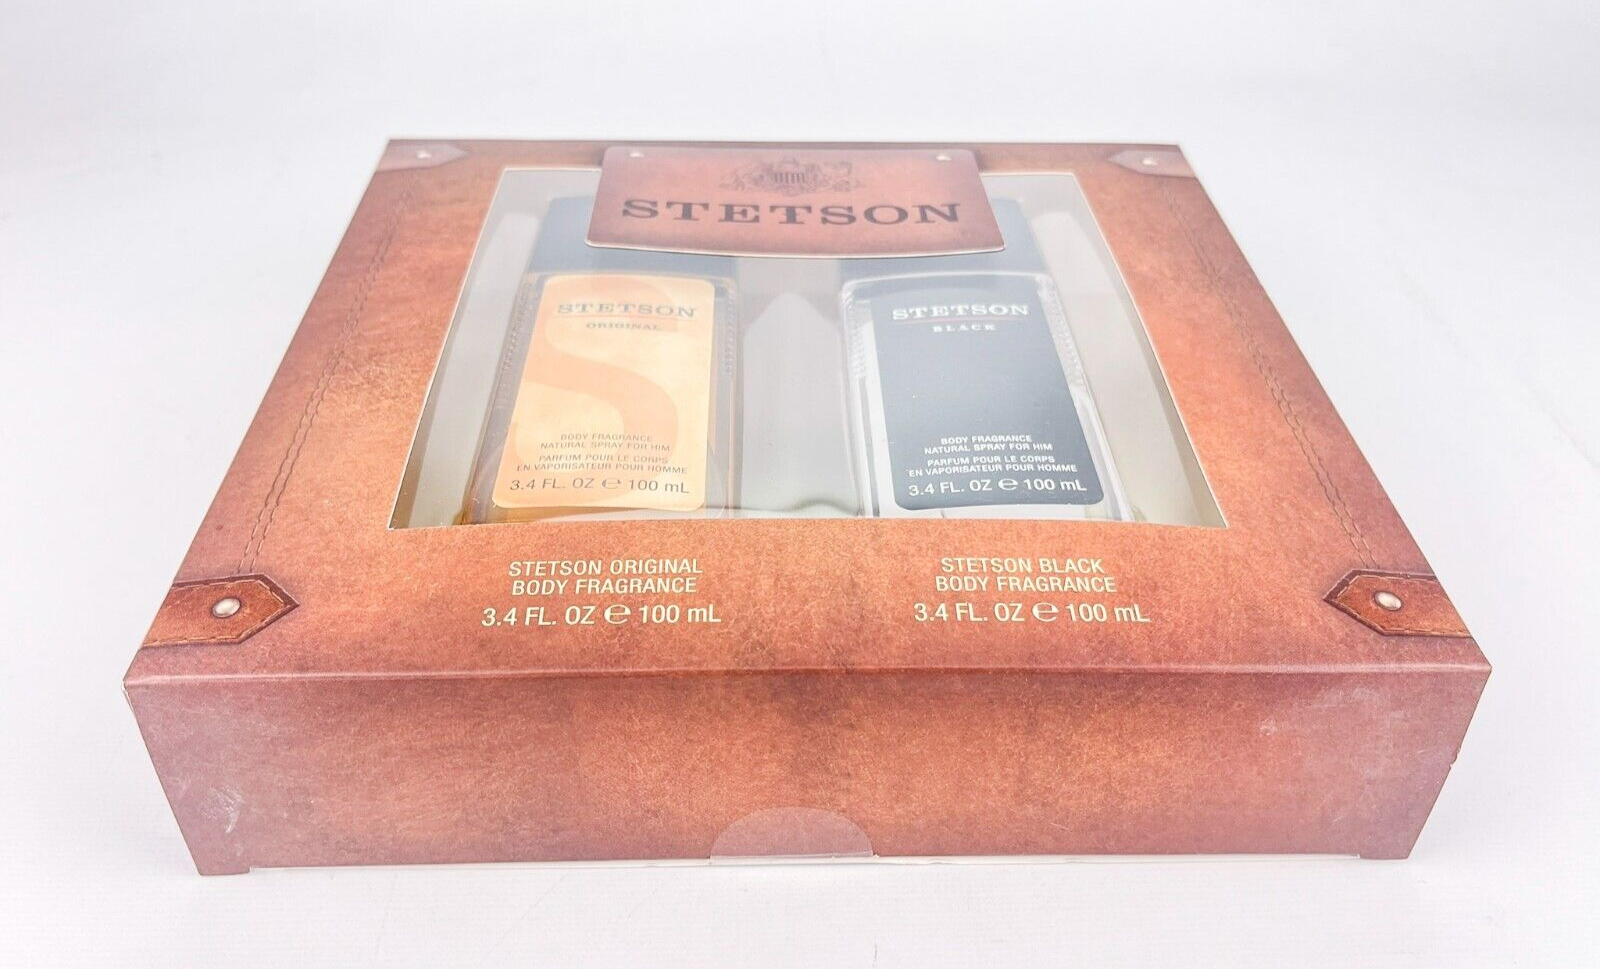 STETSON
STETSON
ORIGINAL
BODY FRAGRANCE
NATURAL SPRAY FOR HIM
PARFUM POUR LE CORPS
EN VAPORISATEUR POUR HOMME
3.4 FL. OZ ℮ 100 mL
STETSON
BLACK
BODY FRAGRANCE
NATURAL SPRAY FOR HIM
PARFUM POUR LE CORPS
EN VAPORISATEUR POUR HOMME
3.4 FL. OZ ℮ 100 mL
STETSON ORIGINAL
BODY FRAGRANCE
3.4 FL. OZ ℮ 100 mL
STETSON BLACK
BODY FRAGRANCE
3.4 FL. OZ ℮ 100 mL